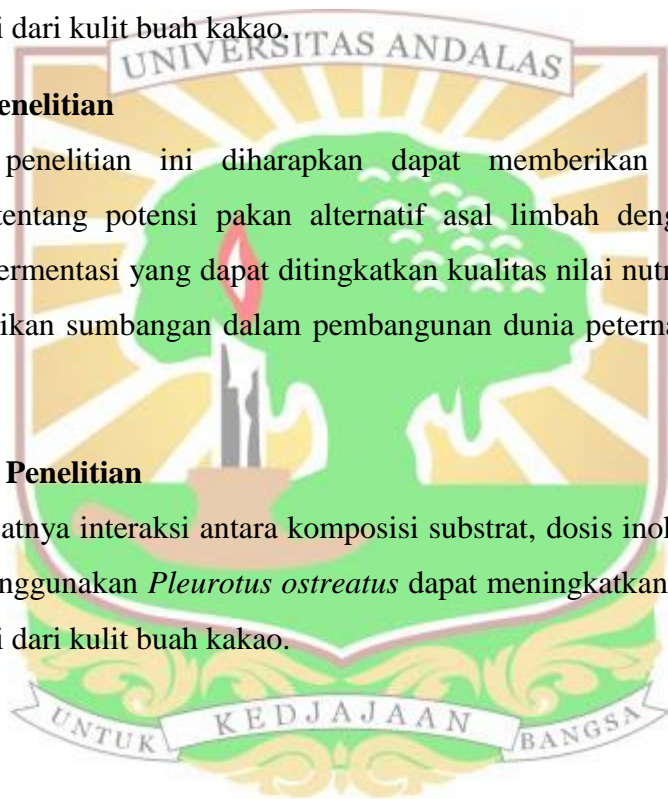 i dari kulit buah kakao.
UNIVERSITAS ANDALAS
enelitian
penelitian ini diharapkan dapat memberikan
tentang potensi pakan alternatif asal limbah deng
ermentasi yang dapat ditingkatkan kualitas nilai nutr
ikan sumbangan dalam pembangunan dunia peterna
Penelitian
atnya interaksi antara komposisi substrat, dosis inol
nggunakan Pleurotus ostreatus dapat meningkatkan
i dari kulit buah kakao.
UNTUK KEDJAJAAN BANGSA